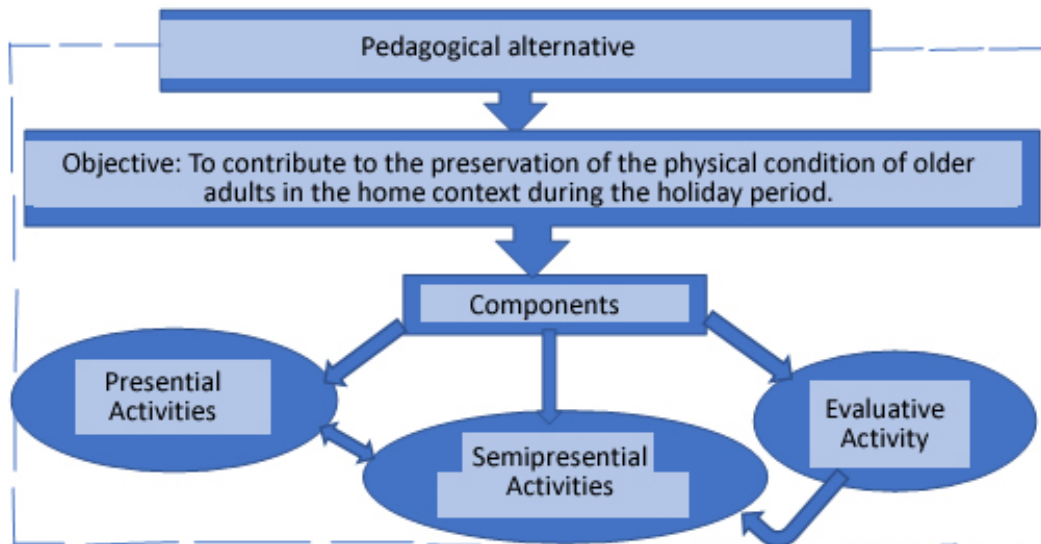 Pedagogical alternative
Objective: To contribute to the preservation of the physical condition of older
adults in the home context during the holiday period.
Components
Presential
Activities
Semipresential
Activities
Evaluative
Activity